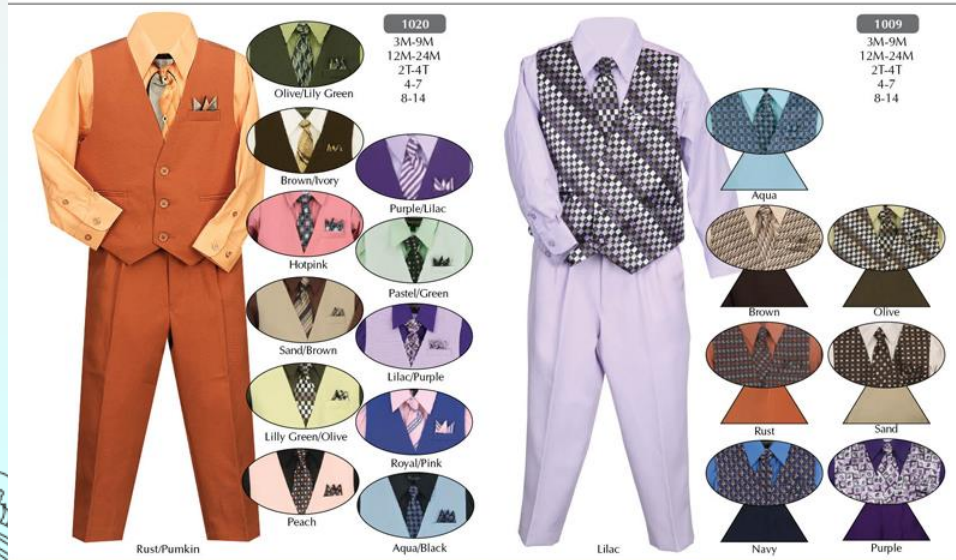 1020
3M-9M
12M-24M
2T-4T
4-7
8-14
Olive/Lily Green
Brown/Ivory
Purple/Lilac
Hotpink
Pastel/Green
Sand/Brown
Lilac/Purple
Lilly Green/Olive
Royal/Pink
Peach
Aqua/Black
Rust/Pumkin
1009
3M-9M
12M-24M
2T-4T
4-7
8-14
Aqua
Brown
Olive
Rust
Sand
Navy
Purple
Lilac